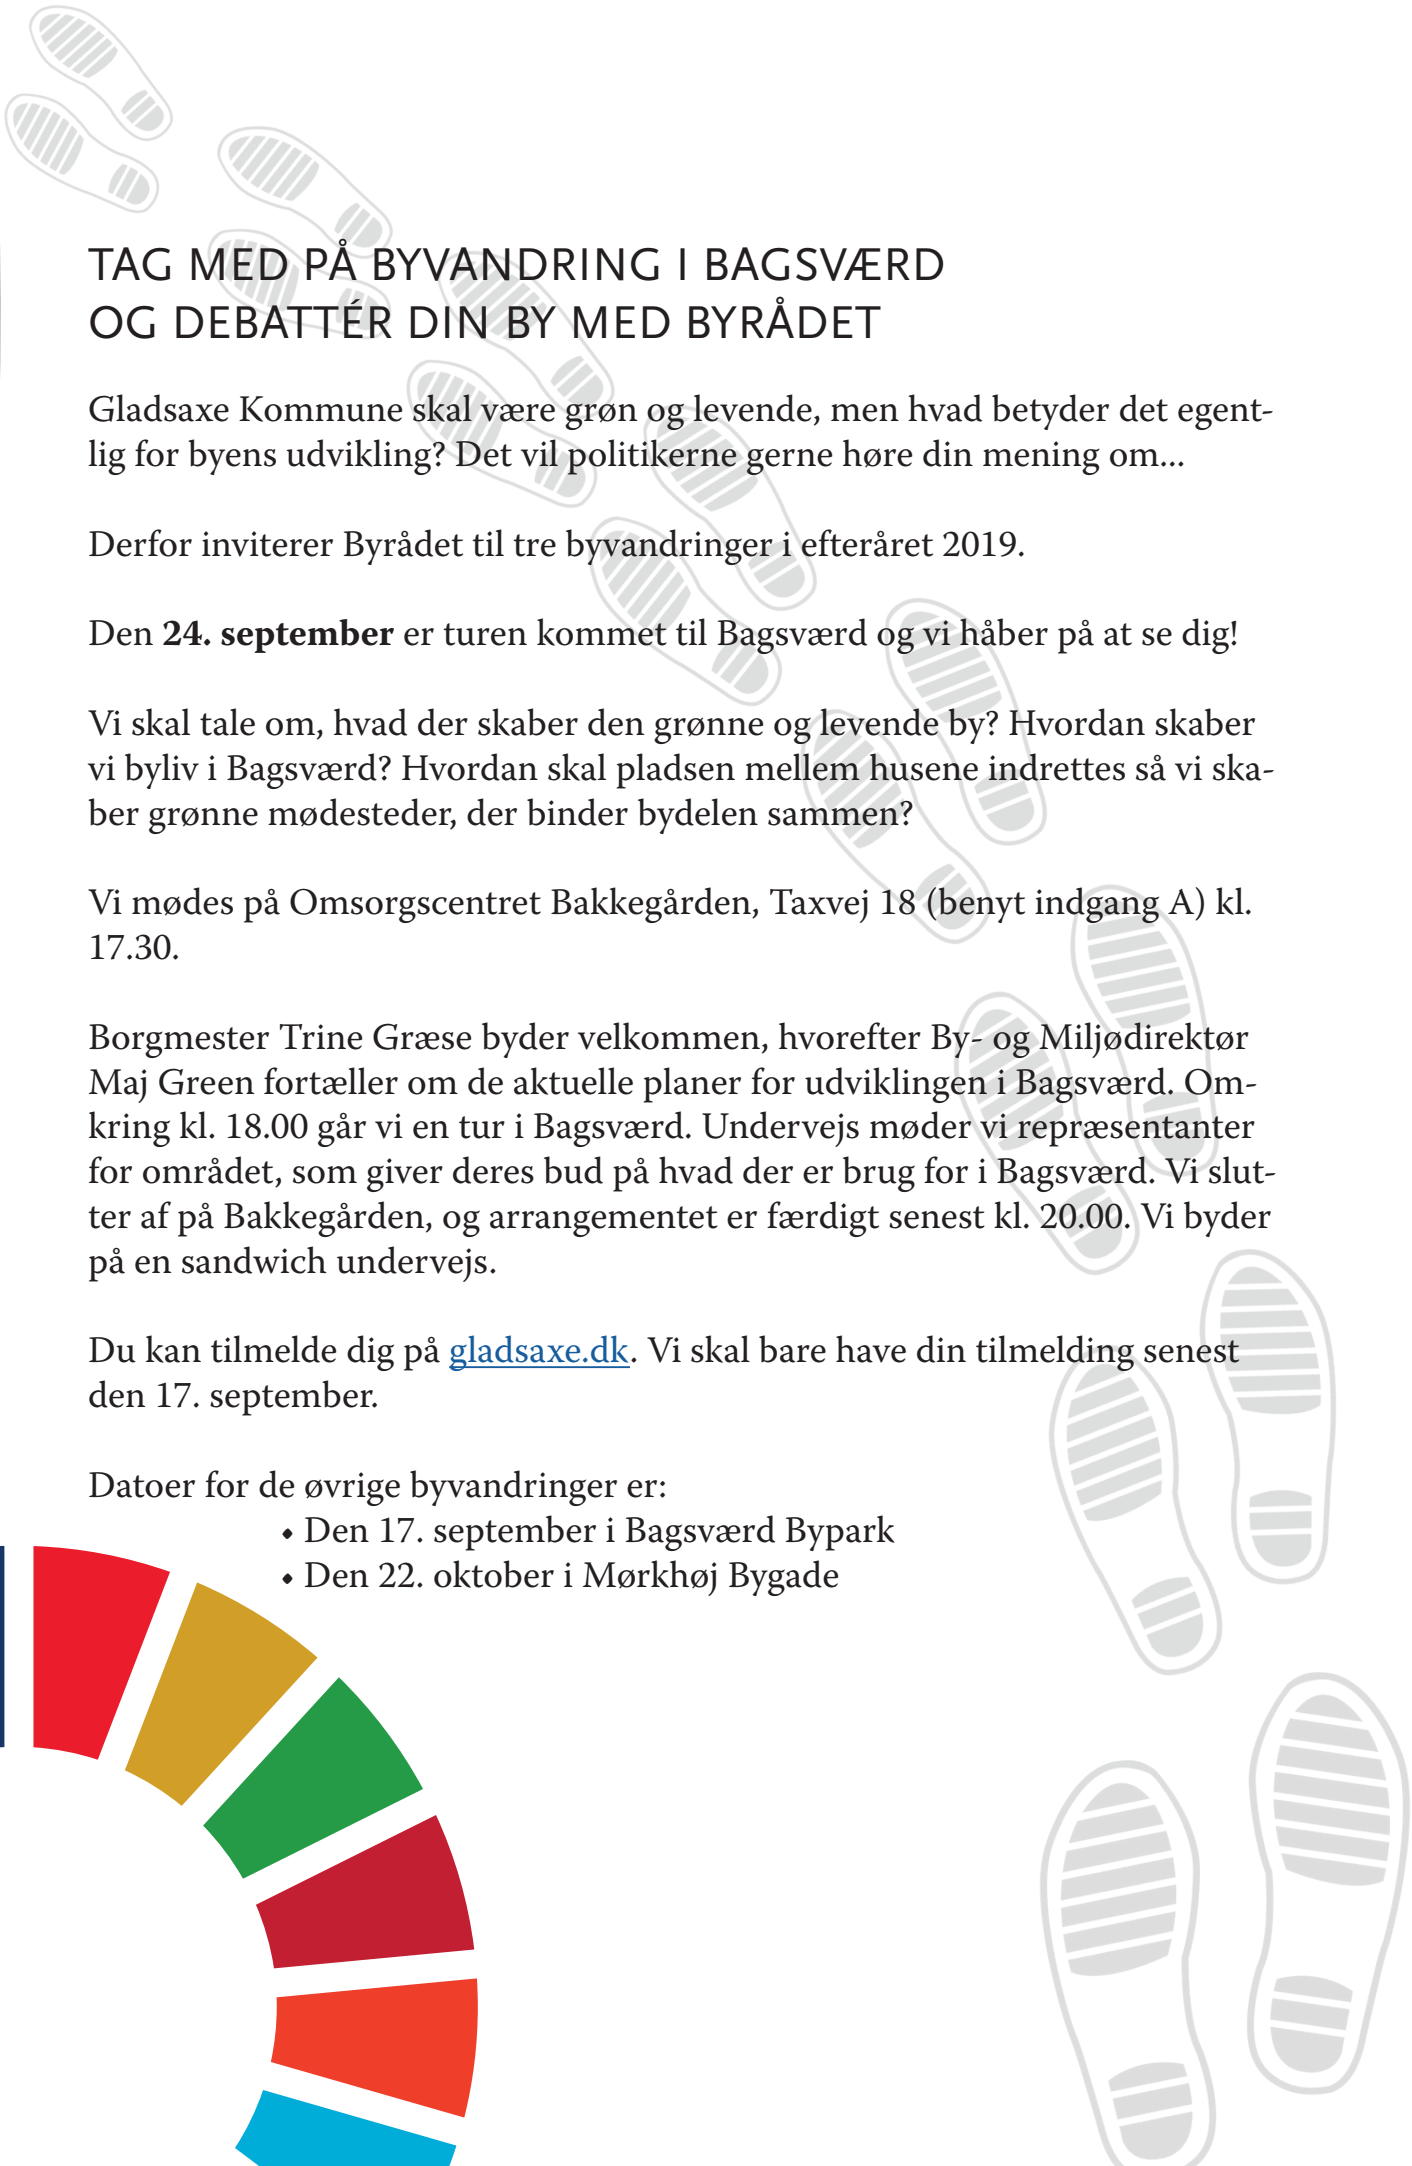 TAG MED PÅ BYVANDRING I BAGSVÆRD
OG DEBATTÉR DIN BY MED BYRÅDET
Gladsaxe Kommune skal være grøn og levende, men hvad betyder det egent-
lig for byens udvikling? Det vil politikerne gerne høre din mening om...
Derfor inviterer Byrådet til tre byvandringer i efteråret 2019.
Den 24. september er turen kommet til Bagsværd og vi håber på at se dig!
Vi skal tale om, hvad der skaber den grønne og levende by? Hvordan skaber
vi byliv i Bagsværd? Hvordan skal pladsen mellem husene indrettes så vi ska-
ber grønne mødesteder, der binder bydelen sammen?
Vi mødes på Omsorgscentret Bakkegården, Taxvej 18 (benyt indgang A) kl.
17.30.
Borgmester Trine Græse byder velkommen, hvorefter By- og Miljødirektør
Maj Green fortæller om de aktuelle planer for udviklingen i Bagsværd. Om-
kring kl. 18.00 går vi en tur i Bagsværd. Undervejs møder vi repræsentanter
for området, som giver deres bud på hvad der er brug for i Bagsværd. Vi slut-
ter af på Bakkegården, og arrangementet er færdigt senest kl. 20.00. Vi byder
på en sandwich undervejs.
Du kan tilmelde dig på gladsaxe.dk. Vi skal bare have din tilmelding senest
den 17. september.
Datoer for de øvrige byvandringer er:
• Den 17. september i Bagsværd Bypark
• Den 22. oktober i Mørkhøj Bygade